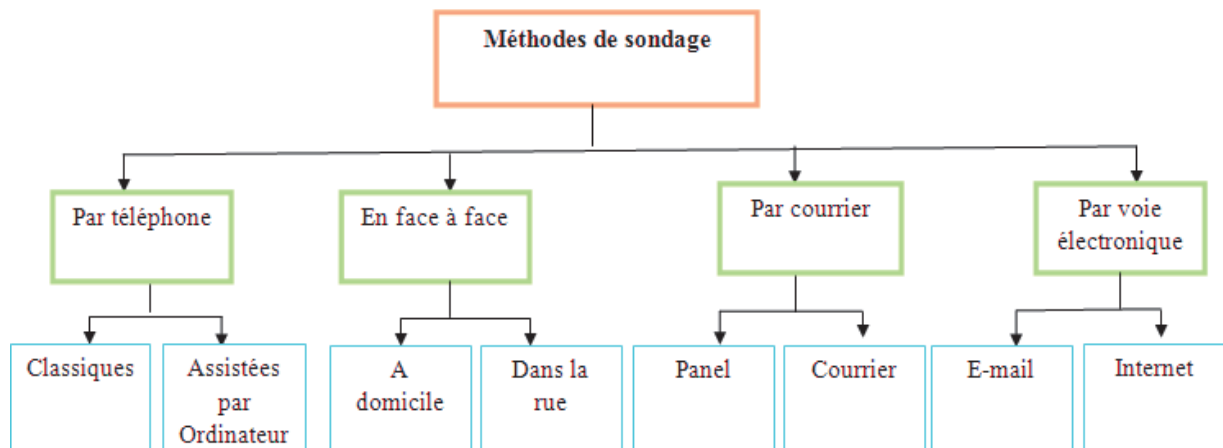 Méthodes de sondage
Par téléphone
En face à face
Par courrier
Par voie
électronique
Classiques
Assistées
par
Ordinateur
A
domicile
Dans la
rue
Panel
Courrier
E-mail
Internet